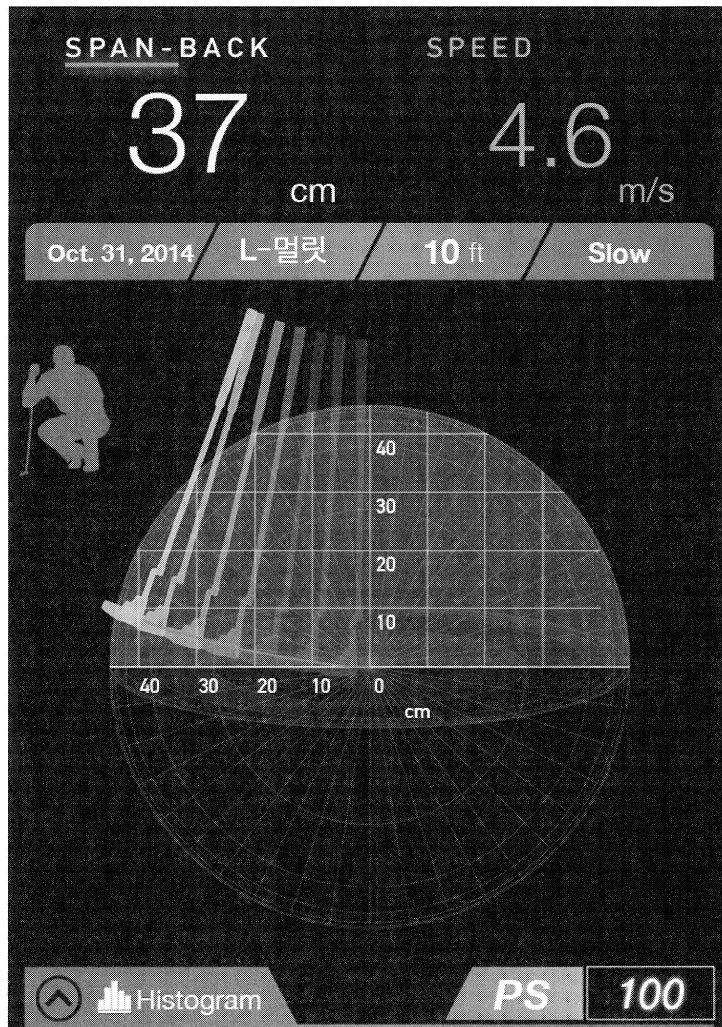 SPAN-BACK SPEED
37 cm 4.6 m/s
Oct. 31, 2014 L-멀릿 10 ft Slow
40
30
20
10
40 30 20 10 0
cm
Histogram PS 100